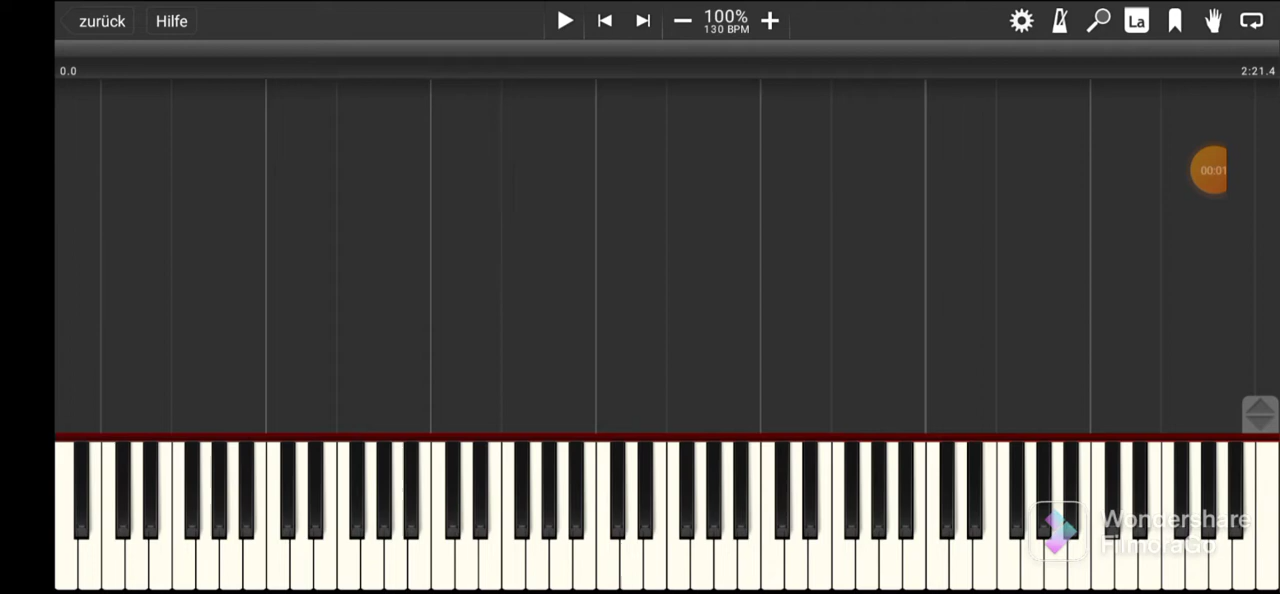 zurück
Hilfe
100%
130 BPM
La
0.0
2:21.4
00:01
Wondershare
FilmoraGo